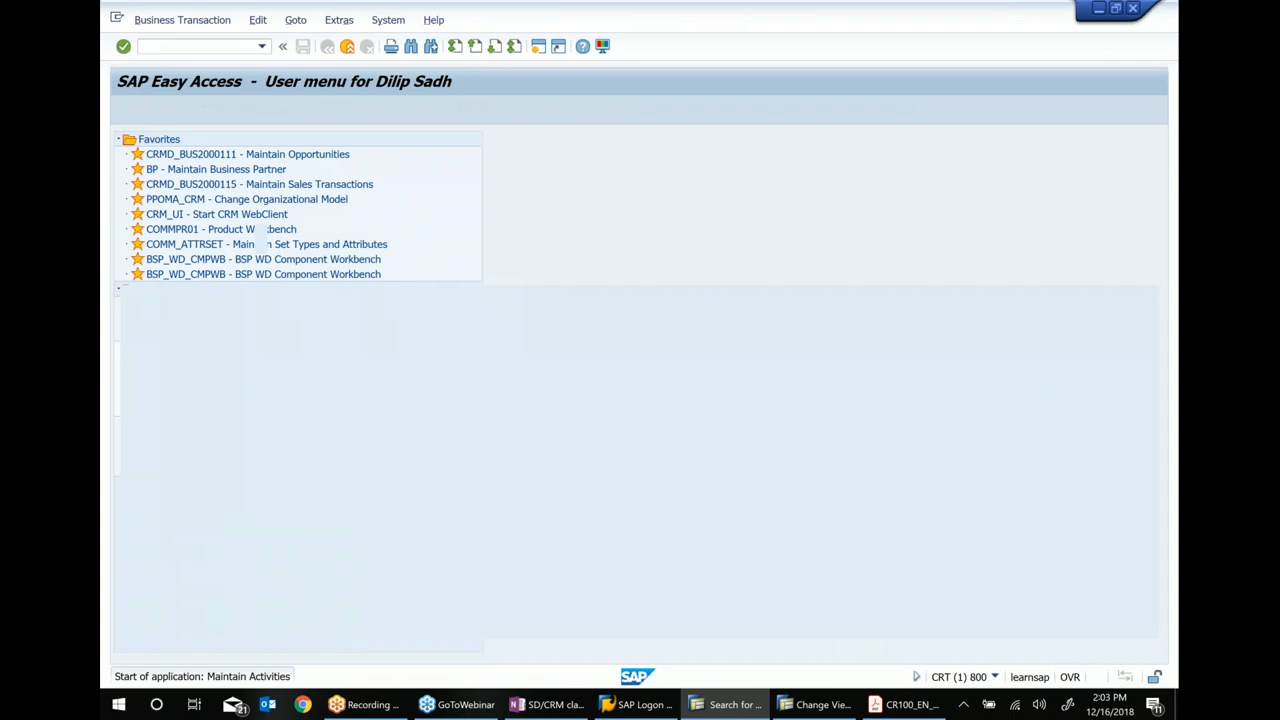 Business Transaction Edit Goto Extras System Help
SAP Easy Access - User menu for Dilip Sadh
Favorites
CRMD_BUS2000111 - Maintain Opportunities
BP - Maintain Business Partner
CRMD_BUS2000115 - Maintain Sales Transactions
PPOMA_CRM - Change Organizational Model
CRM_UI - Start CRM WebClient
COMMPR01 - Product W bench
COMM_ATTRSET - Main n Set Types and Attributes
BSP_WD_CMPWB - BSP WD Component Workbench
BSP_WD_CMPWB - BSP WD Component Workbench
Start of application: Maintain Activities
SAP
CRT (1) 800
learnsap
OVR
21
Recording ...
GoToWebinar
SD/CRM cla...
SAP Logon ...
Search for ...
Change Vie...
CR100_EN_...
2:03 PM
12/16/2018
11